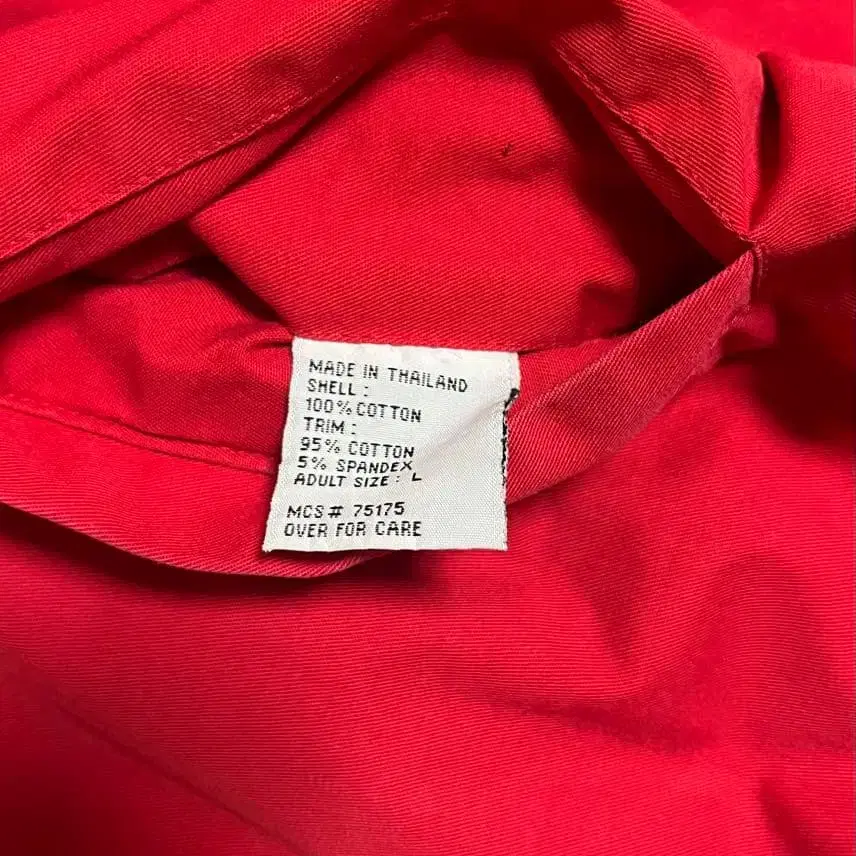 MADE IN THAILAND
SHELL :
100% COTTON
TRIM :
95% COTTON
5% SPANDEX
ADULT SIZE : L
MCS # 75175
OVER FOR CARE